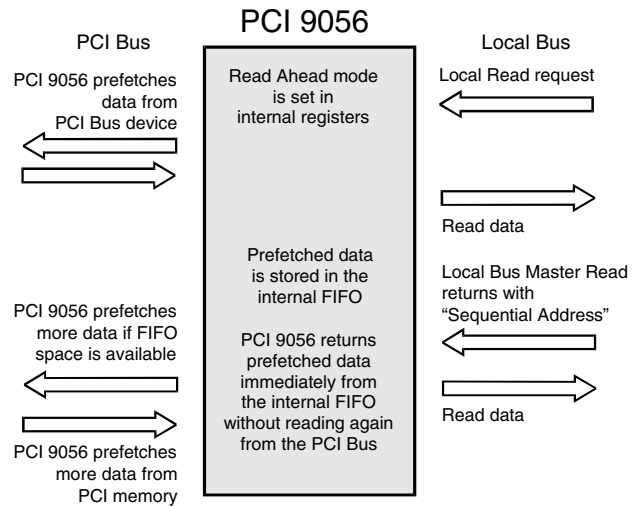 PCI 9056
PCI Bus
Local Bus
PCI 9056 prefetches
data from
PCI Bus device
Read Ahead mode
is set in
internal registers
Local Read request
Read data
Prefetched data
is stored in the
internal FIFO
Local Bus Master Read
returns with
“Sequential Address”
PCI 9056 prefetches
more data if FIFO
space is available
PCI 9056 returns
prefetched data
immediately from
the internal FIFO
without reading again
from the PCI Bus
Read data
PCI 9056 prefetches
more data from
PCI memory